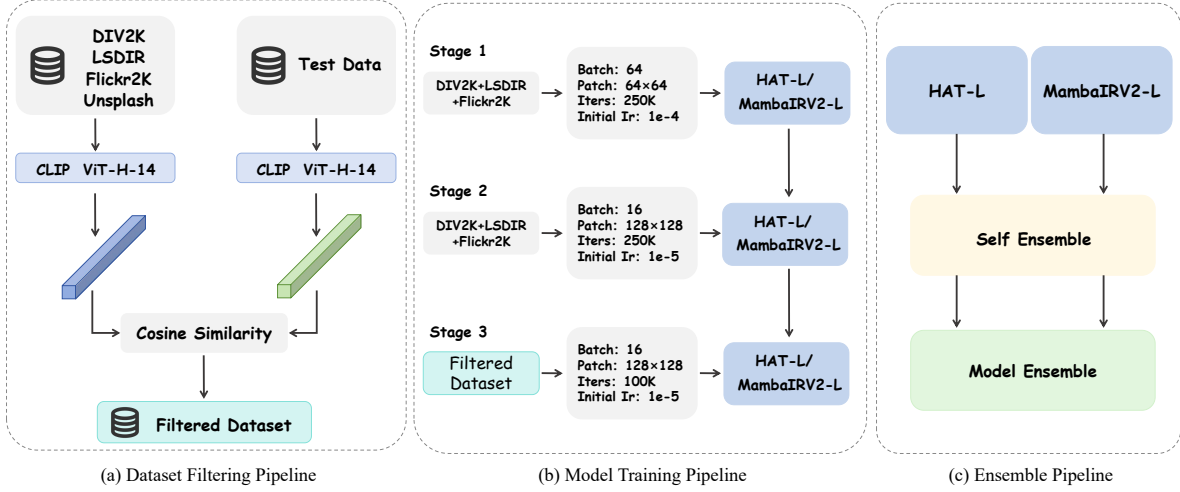 DIV2K
LSDIR
Flickr2K
Unsplash
Test Data
CLIP ViT-H-14
CLIP ViT-H-14
Cosine Similarity
Filtered Dataset
(a) Dataset Filtering Pipeline
Stage 1
DIV2K+LSDIR
+Flickr2K
Batch: 64
Patch: 64×64
Iters: 250K
Initial Ir: 1e-4
HAT-L/
MambaIRV2-L
Stage 2
DIV2K+LSDIR
+Flickr2K
Batch: 16
Patch: 128×128
Iters: 250K
Initial Ir: 1e-5
HAT-L/
MambaIRV2-L
Stage 3
Filtered
Dataset
Batch: 16
Patch: 128×128
Iters: 100K
Initial Ir: 1e-5
HAT-L/
MambaIRV2-L
(b) Model Training Pipeline
HAT-L
MambaIRV2-L
Self Ensemble
Model Ensemble
(c) Ensemble Pipeline